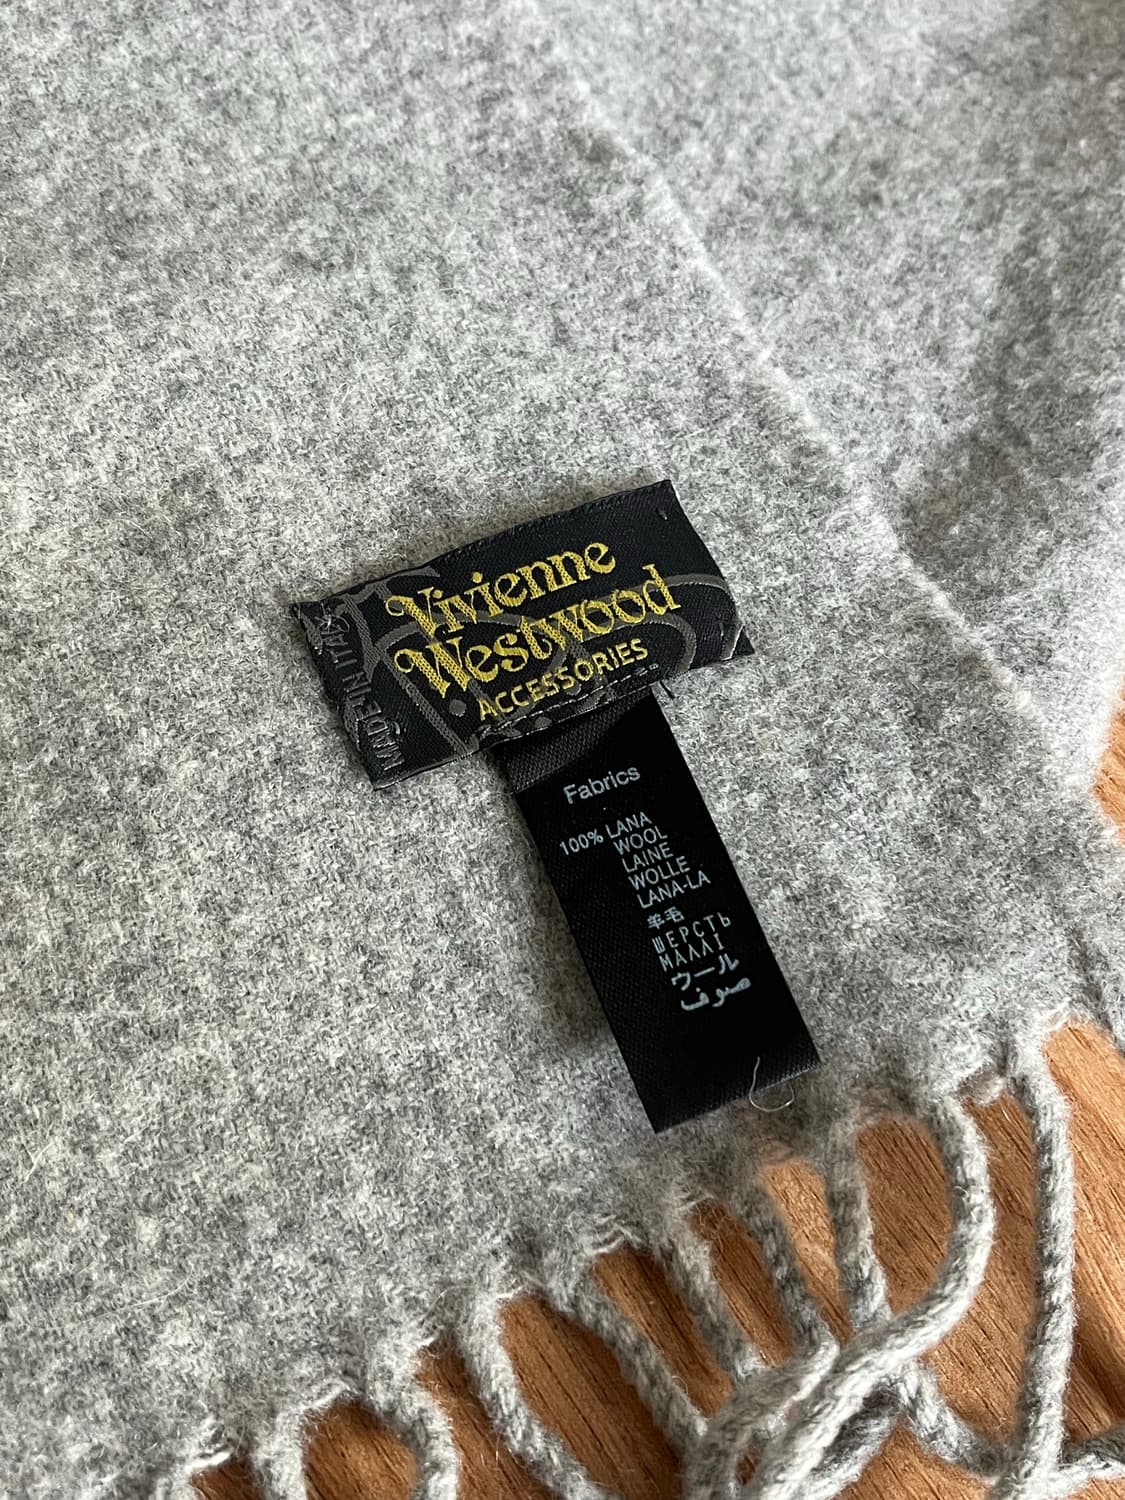 Vivienne
Westwood
ACCESSORIES
MADE IN ITALY
Fabrics
100% LANA
WOOL
LAINE
WOLLE
LANA-LA
羊毛
ШЕРСТЬ
ΜΑΛΛΙ
ウール
صوف